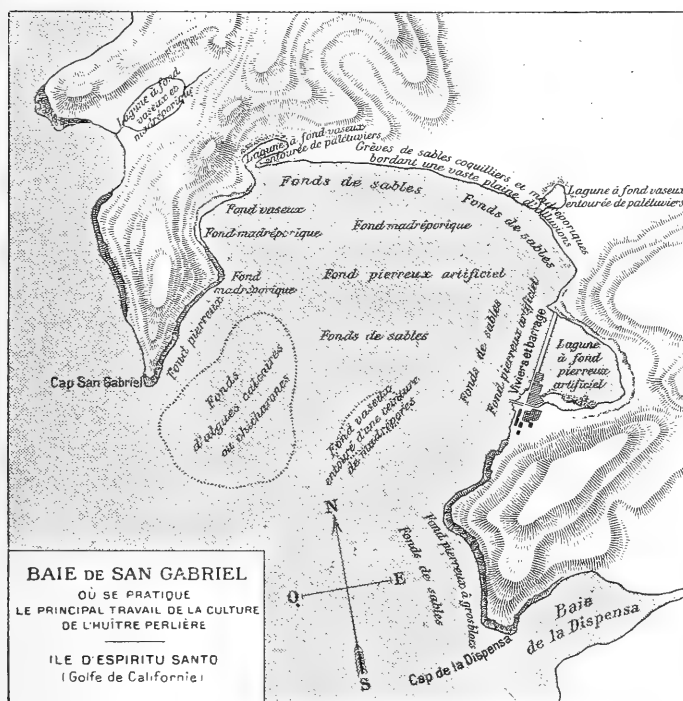 Lagune à fond
vaseux et
madréporique
Lagune à fond vaseux
entourée de palétuviers
Grèves de sables coquilliers et madréporiques
bordant une vaste plaine d'alluvions
Lagune à fond vaseux
entourée de palétuviers
Fonds de sables
Fonds de sables
Fond vaseux
Fond madréporique
Fond madréporique
Fond
madréporique
Fond pierreux artificiel
Fond pierreux
Fonds de sables
Fonds de sables
Fond pierreux artificiel
Viviers et barrage
Lagune
à fond
pierreux
artificiel
Cap San Gabriel
Fonds
d'algues calcaires
ou chicharones
Fond vaseux
entouré d'une ceinture
de madrépores
N
O
E
S
Fond pierreux à gros blocs
Fonds de sables
Cap de la Dispensa
Baie
de la Dispensa
BAIE DE SAN GABRIEL
OÙ SE PRATIQUE
LE PRINCIPAL TRAVAIL DE LA CULTURE
DE L'HUÎTRE PERLIÈRE
ILE D'ESPIRITU SANTO
(Golfe de Californie)